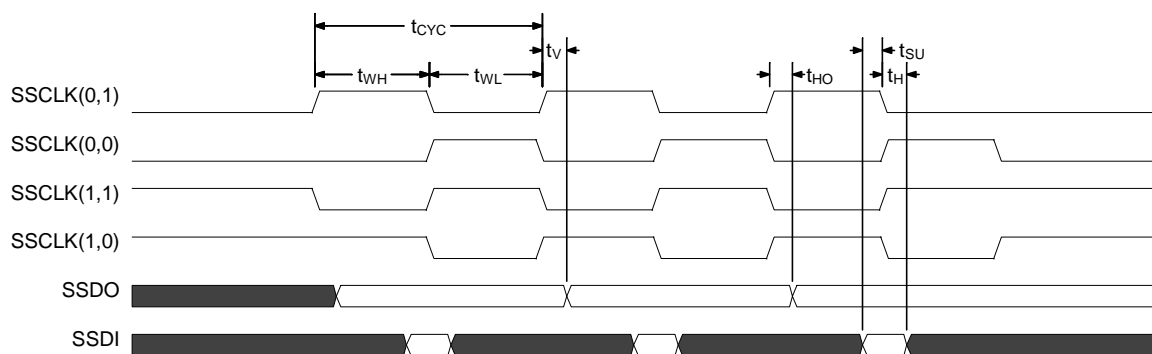 tCYC
tV
tSU
tWH
tWL
tHO
tH
SSCLK(0,1)
SSCLK(0,0)
SSCLK(1,1)
SSCLK(1,0)
SSDO
SSDI